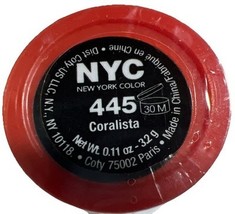 NYC
NEW YORK COLOR
445
30 M
Coralista
Net Wt. 0.11 oz - 3.2 g
Dist Coty US LLC, N.Y., NY 10118 • Coty 75002 Paris • Made in China/Fabriqué en Chine